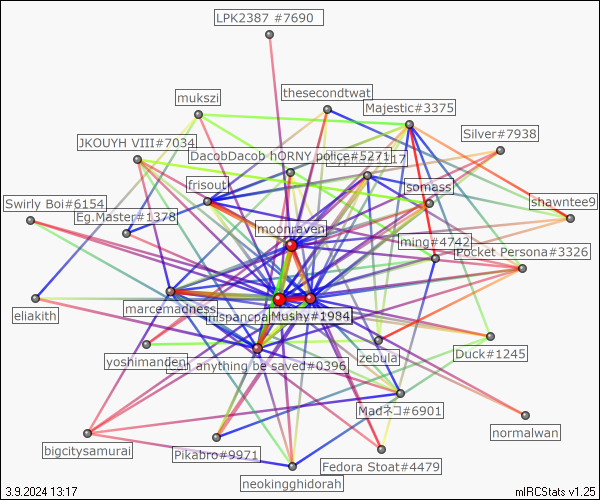 LPK2387 #7690
thesecondtwat
mukszi
Majestic#3375
Silver#7938
JKOUYH VIII#7034
DacobDacob hORNY police#5271
17
frisout
somass
shawntee9
Swirly Boi#6154
Eg.Master#1378
moonraven
ming#4742
Pocket Persona#3326
eliakith
marcemadness
hispancpa
Mushy#1984
yoshimanden
anything be saved#0396
zebula
Duck#1245
Madネコ#6901
normalwan
bigcitysamurai
Pikabro#9971
Fedora Stoat#4479
neokingghidorah
3.9.2024 13:17
mIRCStats v1.25